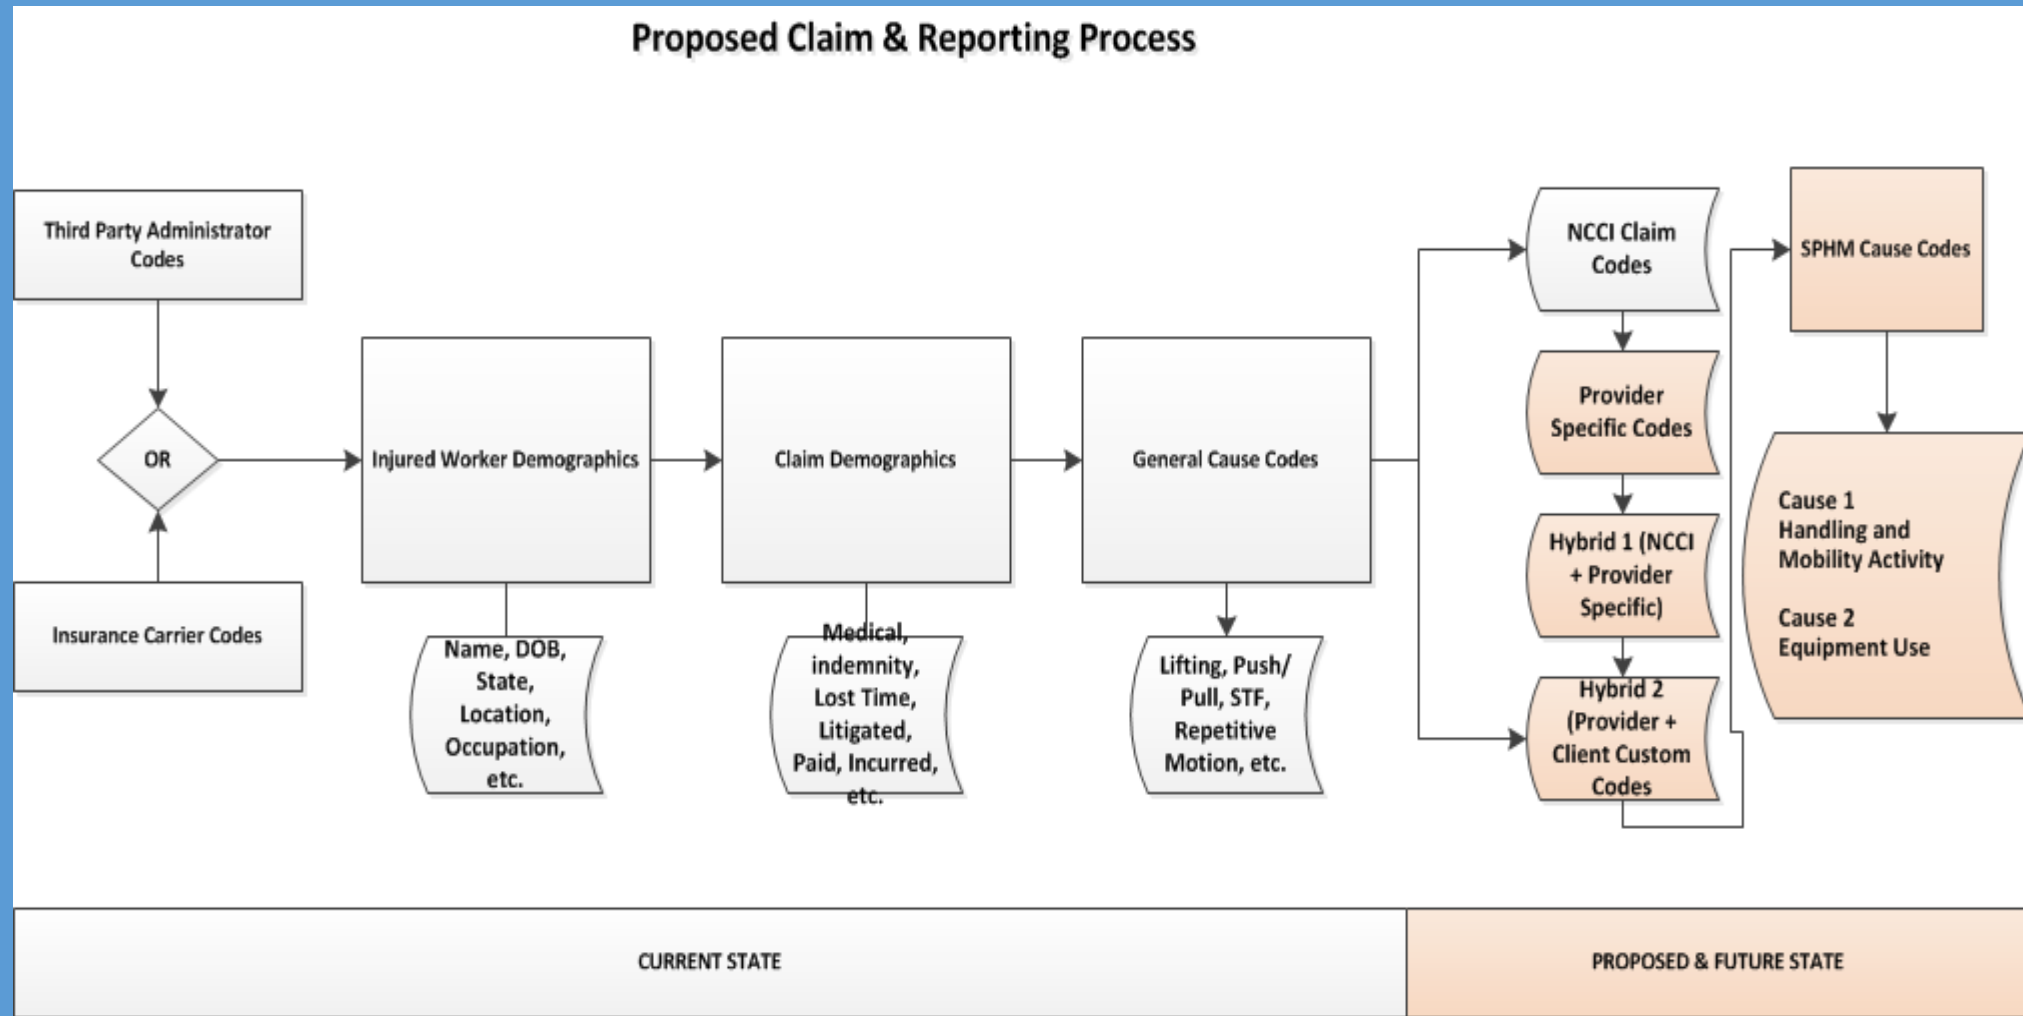 Proposed Claim & Reporting Process
Third Party Administrator
Codes
OR
Insurance Carrier Codes
Injured Worker Demographics
Name, DOB,
State,
Location,
Occupation,
etc.
Claim Demographics
Medical,
indemnity,
Lost Time,
Litigated,
Paid, Incurred,
etc.
General Cause Codes
Lifting, Push/
Pull, STF,
Repetitive
Motion, etc.
NCCI Claim
Codes
Provider
Specific Codes
Hybrid 1 (NCCI
+ Provider
Specific)
Hybrid 2
(Provider +
Client Custom
Codes
SPHM Cause Codes
Cause 1
Handling and
Mobility Activity
Cause 2
Equipment Use
CURRENT STATE
PROPOSED & FUTURE STATE